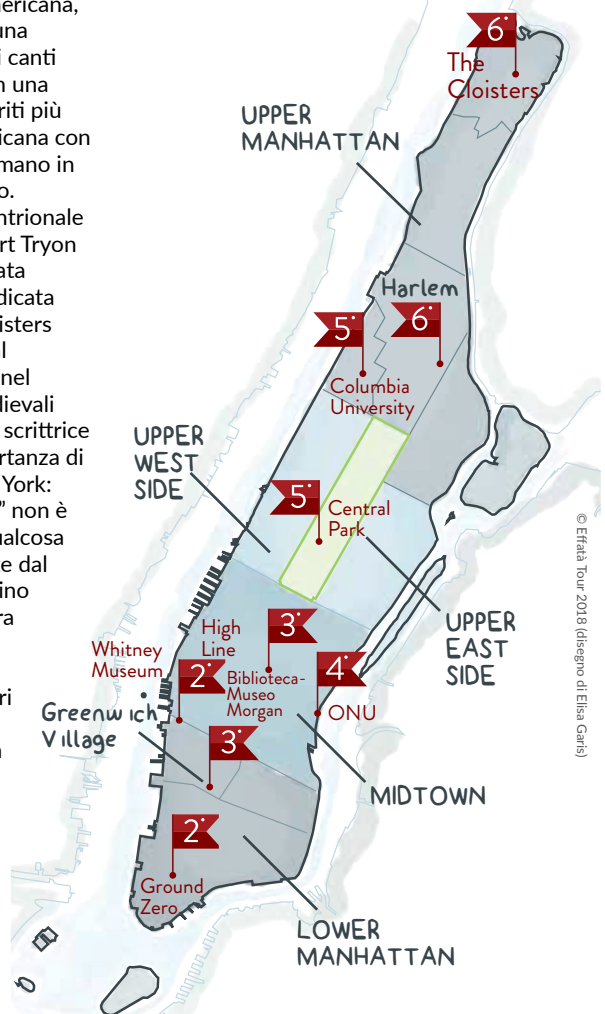 mericana,
una
i canti
n una
riti più
icana con
mano in
o.
ntrionale
rt Tryon
ata
dicata
isters
l
nel
dievali
scrittrice
rtanza di
York:
” non è
ualcosa
e dal
ino
ra
ri
6°
The
Cloisters
UPPER
MANHATTAN
Harlem
6°
5°
Columbia
University
UPPER
WEST
SIDE
5°
Central
Park
UPPER
EAST
SIDE
High
Line
3°
Biblioteca-
Museo
Morgan
4°
ONU
Whitney
Museum
2°
Greenwich
Village
3°
MIDTOWN
2°
Ground
Zero
LOWER
MANHATTAN
© Effatà Tour 2018 (disegno di Elisa Garis)